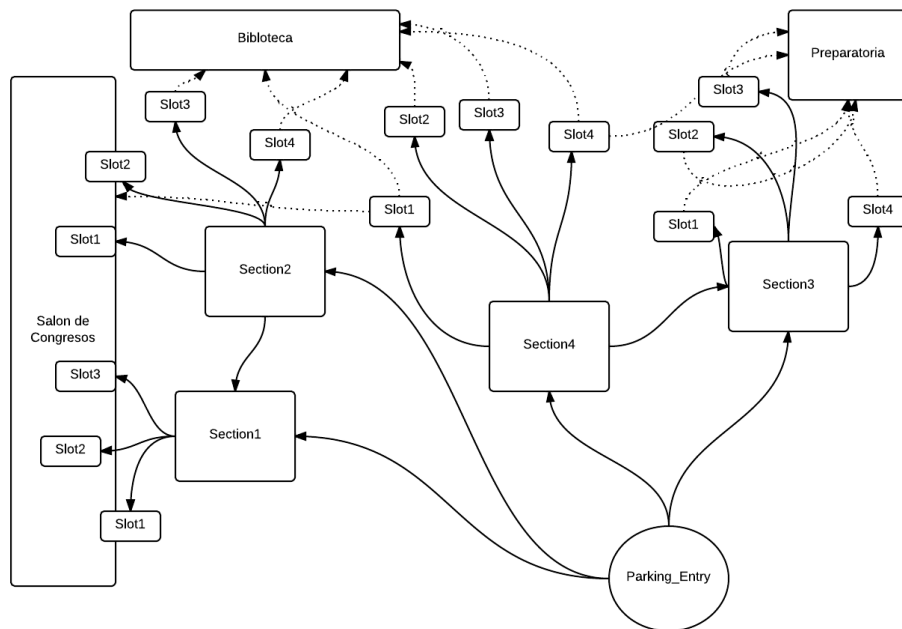 Bibloteca
Preparatoria
Slot3
Slot3
Slot2
Slot3
Slot4
Slot4
Slot2
Slot2
Slot1
Slot1
Slot4
Slot1
Section2
Section3
Salon de
Congresos
Section4
Slot3
Section1
Slot2
Slot1
Parking_Entry